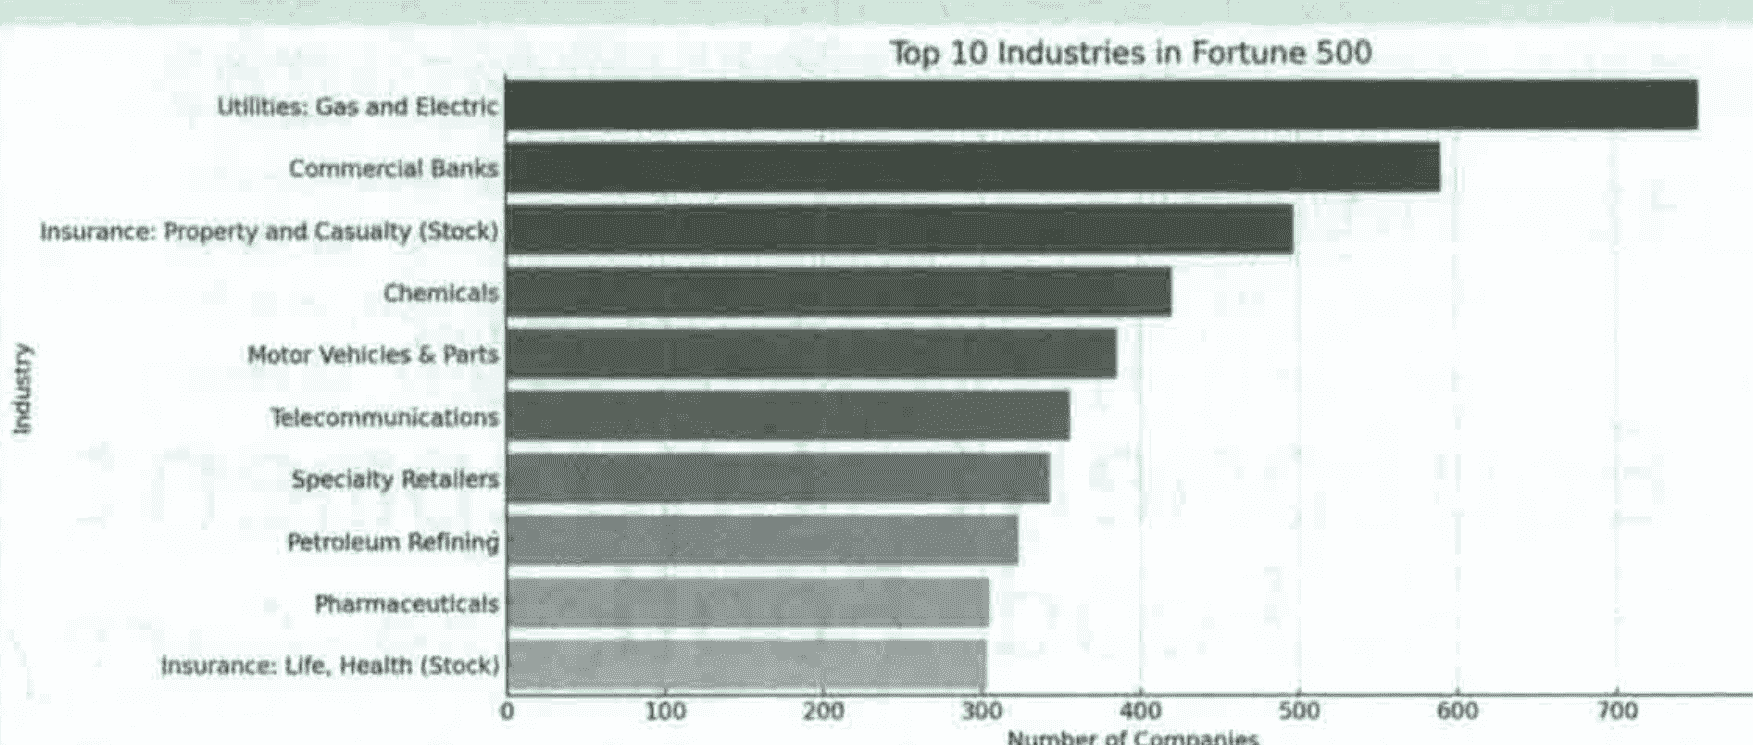 Top 10 Industries in Fortune 500
Utilities: Gas and Electric
Commercial Banks
Insurance: Property and Casualty (Stock)
Chemicals
Motor Vehicles & Parts
Telecommunications
Specialty Retailers
Petroleum Refining
Pharmaceuticals
Insurance: Life, Health (Stock)
Industry
0 100 200 300 400 500 600 700
Number of Companies